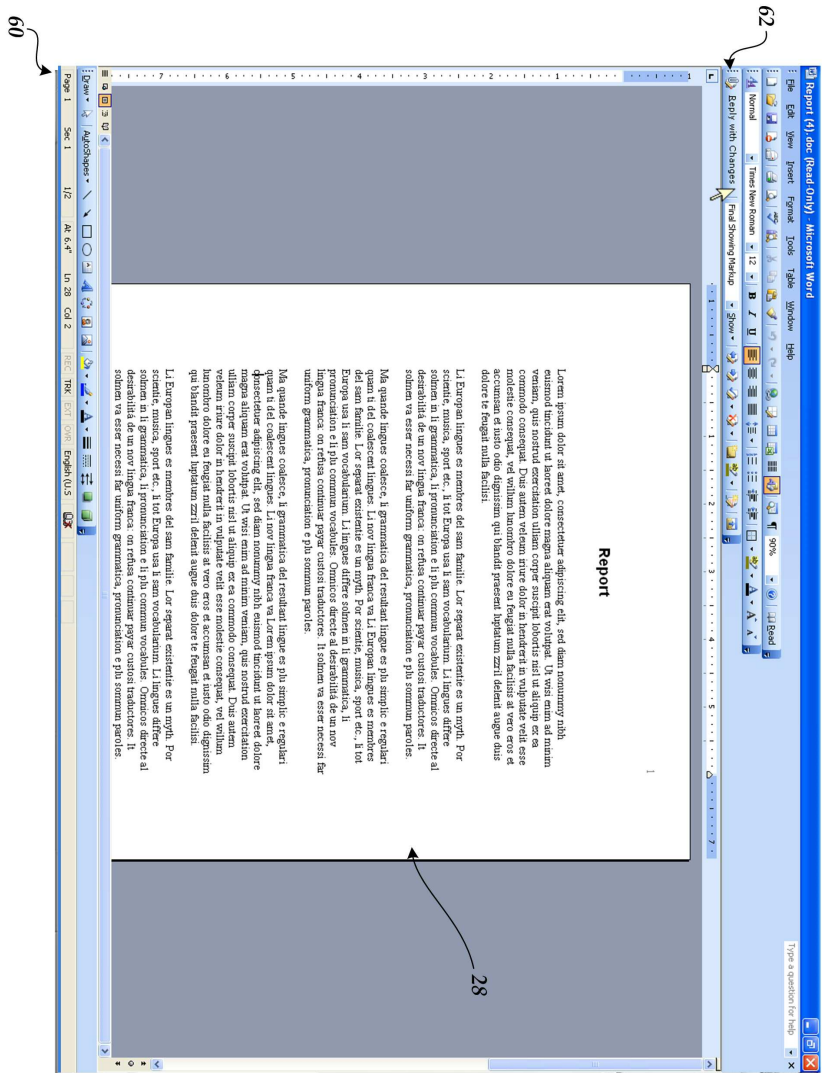 62
60
28
Report (4).doc (Read-Only) - Microsoft Word
File Edit View Insert Format Tools Table Window Help
Type a question for help
90% Read
Normal Times New Roman 12 B I U
Reply with Changes Final Showing Markup Show
1
Report
Lorem ipsum dolor sit amet, consectetuer adipiscing elit, sed diam nonummy nibh
euismod tincidunt ut laoreet dolore magna aliquam erat volutpat. Ut wisi enim ad minim
veniam, quis nostrud exercitation ulliam corper suscipit lobortis nisl ut aliquip ex ea
commodo consequat. Duis autem veleum iriure dolor in hendrerit in vulputate velit esse
molestie consequat, vel willum lunombro dolore eu feugiat nulla facilisis at vero eros et
accumsan et iusto odio dignissim qui blandit praesent luptatum zzril delenit augue duis
dolore te feugait nulla facilisi.
Li Europan lingues es membres del sam familie. Lor separat existentie es un myth. Por
scientie, musica, sport etc., li tot Europa usa li sam vocabularium. Li lingues differe
solmen in li grammatica, li pronunciation e li plu commun vocabules. Omnicos directe al
desirabilitá de un nov lingua franca: on refusa continuar payar custosi traductores. It
solmen va esser necessi far uniform grammatica, pronunciation e plu sommun paroles.
Ma quande lingues coalesce, li grammatica del resultant lingue es plu simplic e regulari
quam ti del coalescent lingues. Li nov lingua franca va Li Europan lingues es membres
del sam familie. Lor separat existentie es un myth. Por scientie, musica, sport etc., li tot
Europa usa li sam vocabularium. Li lingues differe solmen in li grammatica, li
pronunciation e li plu commun vocabules. Omnicos directe al desirabilitá de un nov
lingua franca: on refusa continuar payar custosi traductores. It solmen va esser necessi far
uniform grammatica, pronunciation e plu sommun paroles.
Ma quande lingues coalesce, li grammatica del resultant lingue es plu simplic e regulari
quam ti del coalescent lingues. Li nov lingua franca va Lorem ipsum dolor sit amet,
consectetuer adipiscing elit, sed diam nonummy nibh euismod tincidunt ut laoreet dolore
magna aliquam erat volutpat. Ut wisi enim ad minim veniam, quis nostrud exercitation
ulliam corper suscipit lobortis nisl ut aliquip ex ea commodo consequat. Duis autem
veleum iriure dolor in hendrerit in vulputate velit esse molestie consequat, vel willum
lunombro dolore eu feugiat nulla facilisis at vero eros et accumsan et iusto odio dignissim
qui blandit praesent luptatum zzril delenit augue duis dolore te feugait nulla facilisi.
Li Europan lingues es membres del sam familie. Lor separat existentie es un myth. Por
scientie, musica, sport etc., li tot Europa usa li sam vocabularium. Li lingues differe
solmen in li grammatica, li pronunciation e li plu commun vocabules. Omnicos directe al
desirabilitá de un nov lingua franca: on refusa continuar payar custosi traductores. It
solmen va esser necessi far uniform grammatica, pronunciation e plu sommun paroles.
Draw AutoShapes
Page 1 Sec 1 1/2 At 6.4" Ln 28 Col 2 REC TRK EXT OVR English (U.S